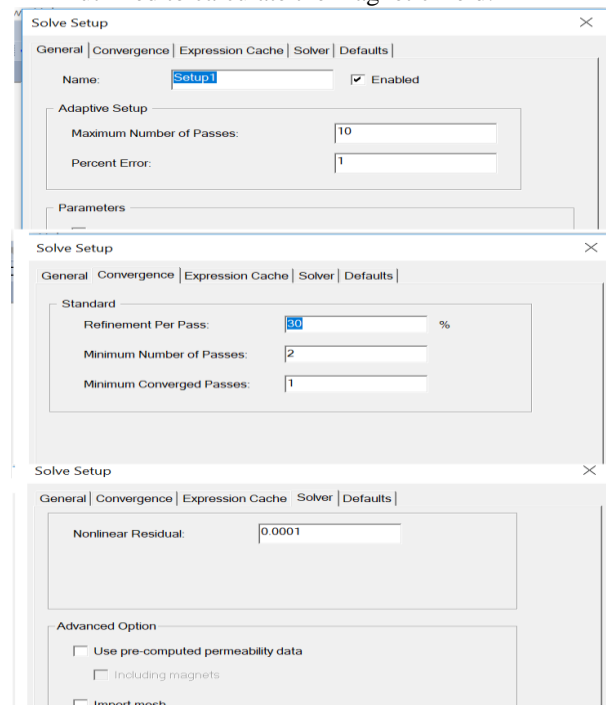 Solve Setup
General Convergence Expression Cache Solver Defaults
Name: Setup1 Enabled
Adaptive Setup
Maximum Number of Passes: 10
Percent Error: 1
Parameters
Solve Setup
General Convergence Expression Cache Solver Defaults
Standard
Refinement Per Pass: 30 %
Minimum Number of Passes: 2
Minimum Converged Passes: 1
Solve Setup
General Convergence Expression Cache Solver Defaults
Nonlinear Residual: 0.0001
Advanced Option
Use pre-computed permeability data
Including magnets
Import mesh